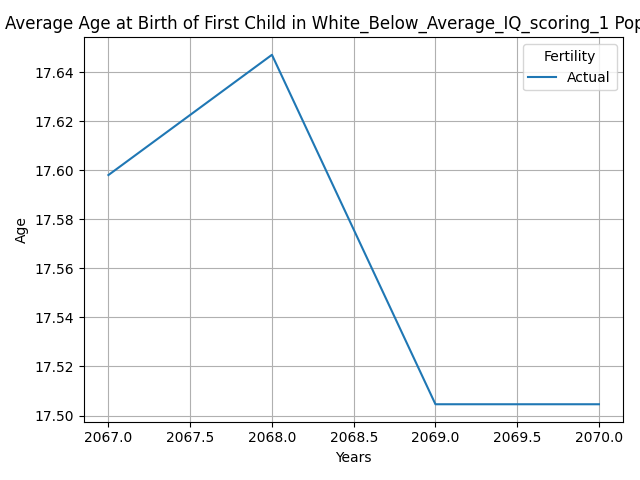 Average Age at Birth of First Child in White_Below_Average_IQ_scoring_1 Pop
Fertility
Actual
17.64
17.62
17.60
17.58
17.56
17.54
17.52
17.50
Age
2067.0 2067.5 2068.0 2068.5 2069.0 2069.5 2070.0
Years